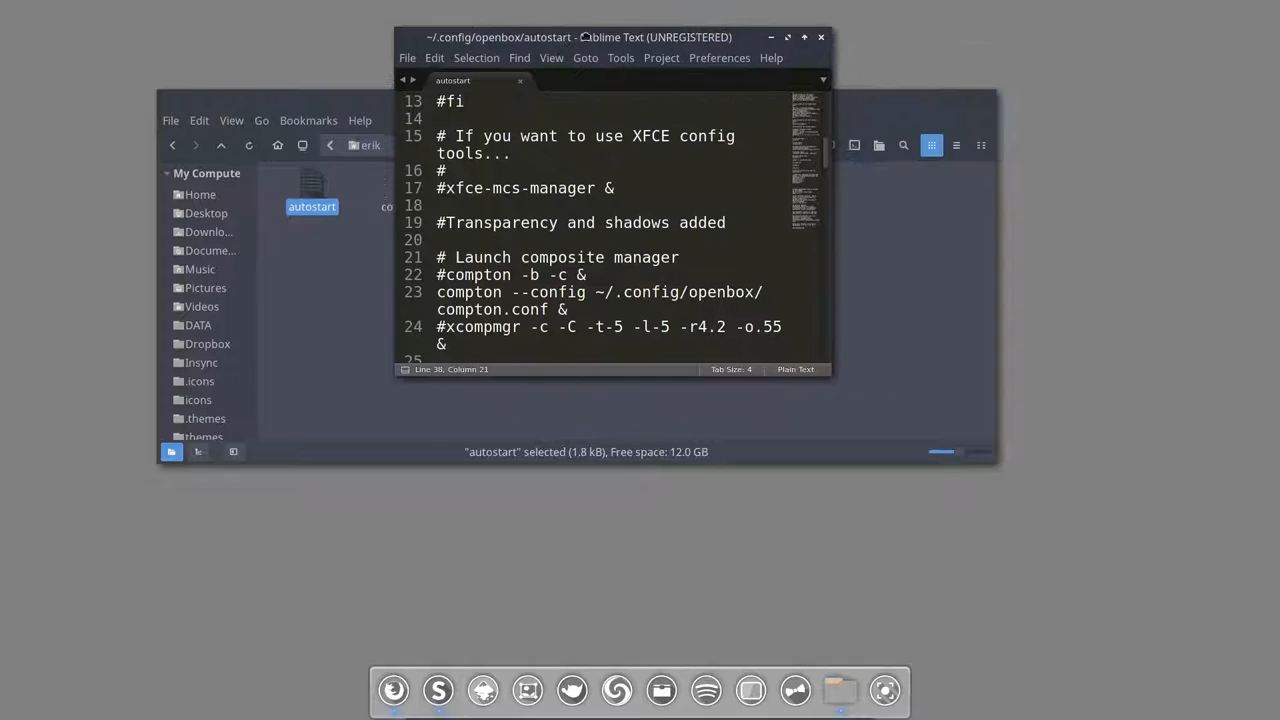 ~/.config/openbox/autostart - Sublime Text (UNREGISTERED)
File Edit Selection Find View Goto Tools Project Preferences Help
autostart
13 #fi
14
15 # If you want to use XFCE config
tools...
16 #
17 #xfce-mcs-manager &
18
19 #Transparency and shadows added
20
21 # Launch composite manager
22 #compton -b -c &
23 compton --config ~/.config/openbox/
compton.conf &
24 #xcompmgr -c -C -t-5 -l-5 -r4.2 -o.55
&
25
Line 38, Column 21
Tab Size: 4
Plain Text
File Edit View Go Bookmarks Help
erik
My Compute
Home
Desktop
Downlo...
Docume...
Music
Pictures
Videos
DATA
Dropbox
Insync
.icons
icons
.themes
themes
autostart
co
"autostart" selected (1.8 kB), Free space: 12.0 GB